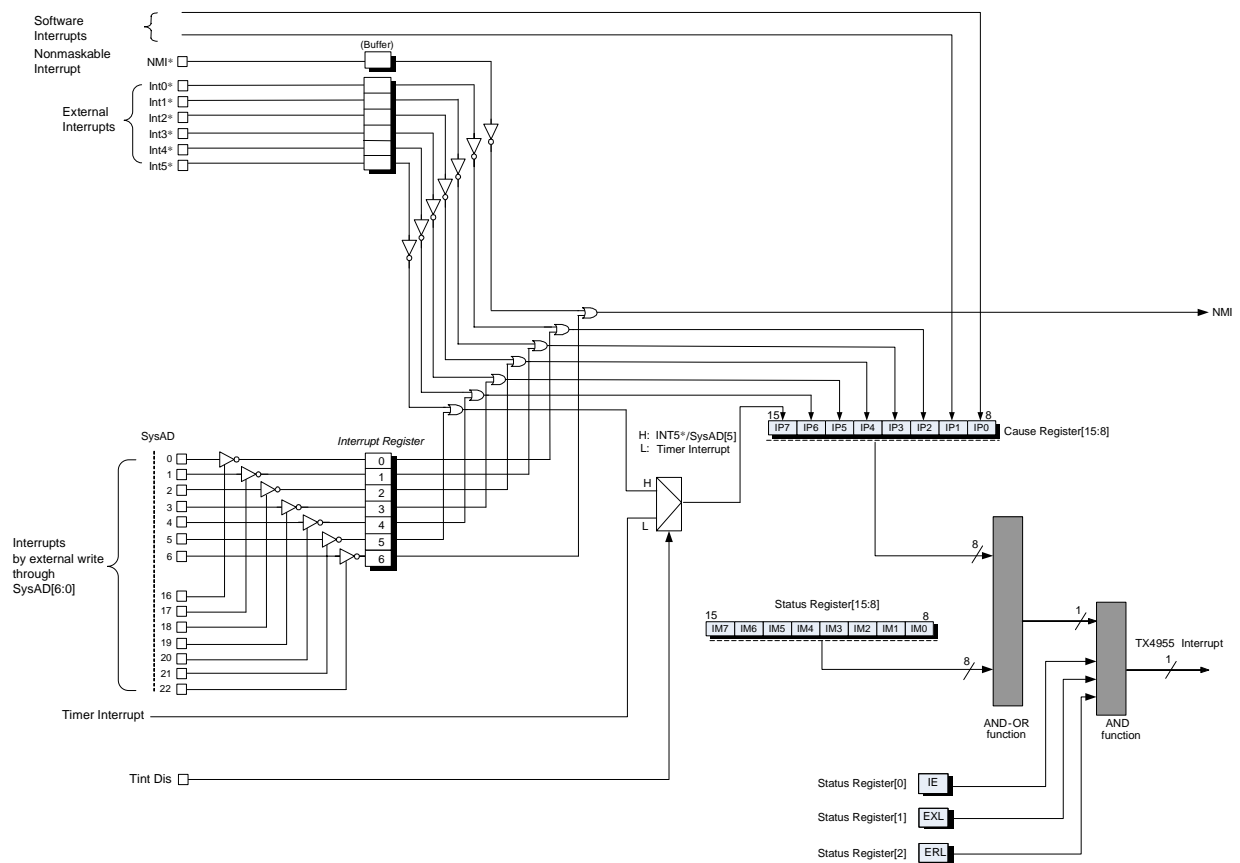 Software
Interrupts
Nonmaskable
Interrupt
NMI*
(Buffer)
External
Interrupts
Int0*
Int1*
Int2*
Int3*
Int4*
Int5*
NMI
15
8
IP7 IP6 IP5 IP4 IP3 IP2 IP1 IP0
Cause Register[15:8]
H: INT5*/SysAD[5]
L: Timer Interrupt
H
L
SysAD
Interrupt Register
0
1
2
3
4
5
6
0
1
2
3
4
5
6
Interrupts
by external write
through
SysAD[6:0]
16
17
18
19
20
21
22
Timer Interrupt
Tint Dis
Status Register[15:8]
15
8
IM7 IM6 IM5 IM4 IM3 IM2 IM1 IM0
8
8
AND-OR
function
1
AND
function
TX4955 Interrupt
1
Status Register[0] IE
Status Register[1] EXL
Status Register[2] ERL